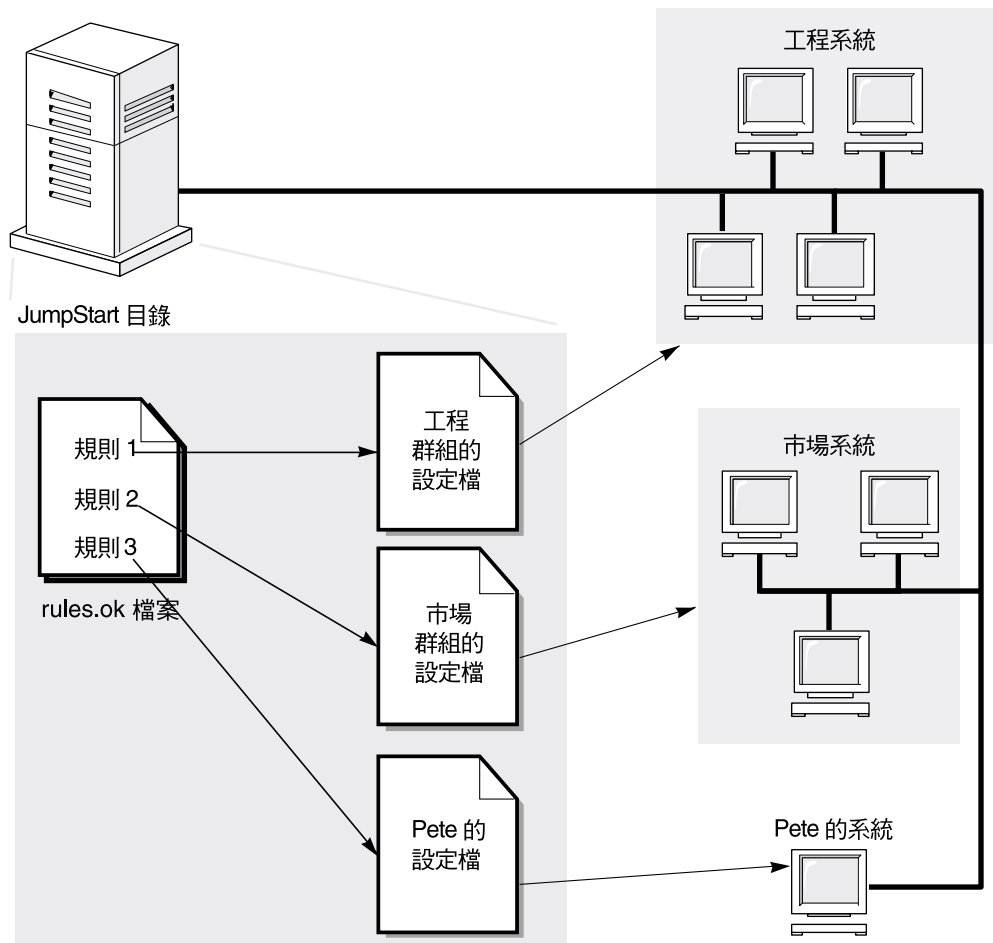 工程系統
JumpStart 目錄
規則 1
規則 2
規則 3
rules.ok 檔案
工程
群組的
設定檔
市場
群組的
設定檔
Pete 的
設定檔
市場系統
Pete 的系統